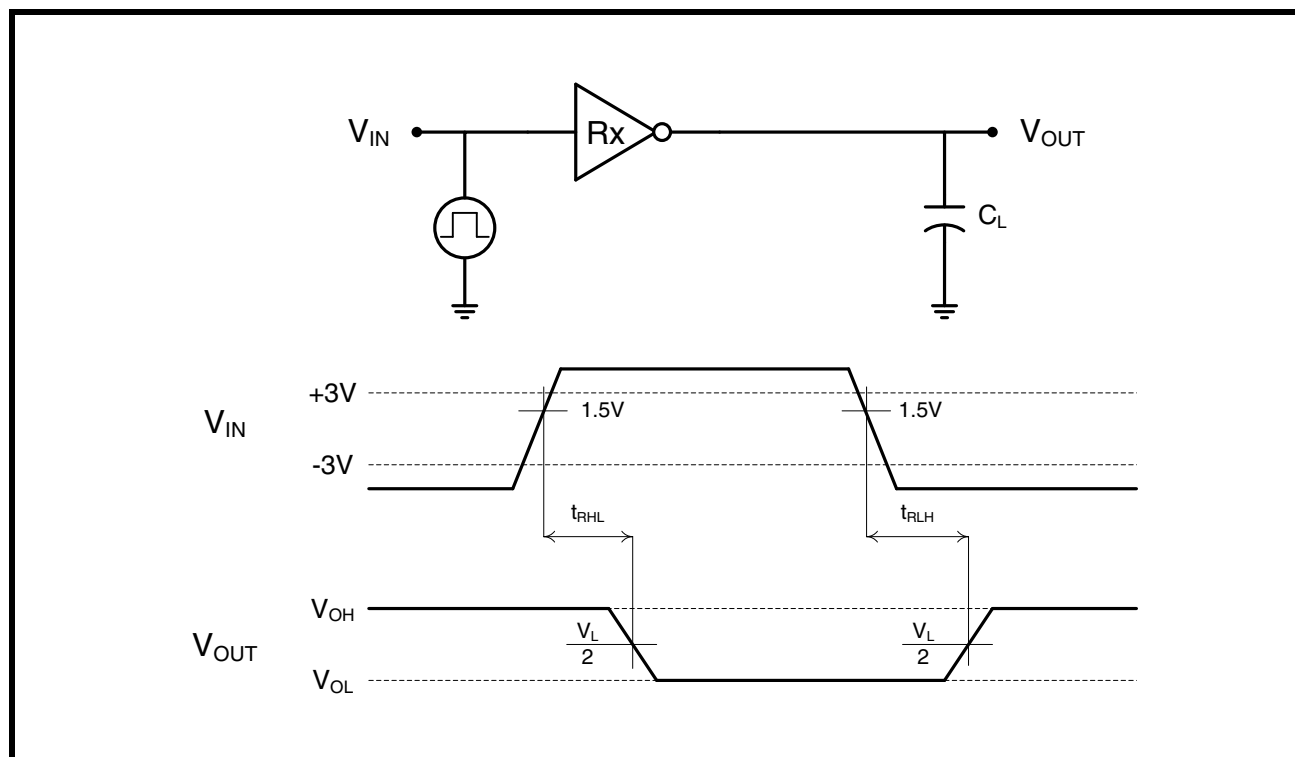 V_IN Rx V_OUT
C_L
+3V
1.5V 1.5V
V_IN
-3V
t_RHL t_RLH
V_OH
V_L V_L
V_OUT
2 2
V_OL